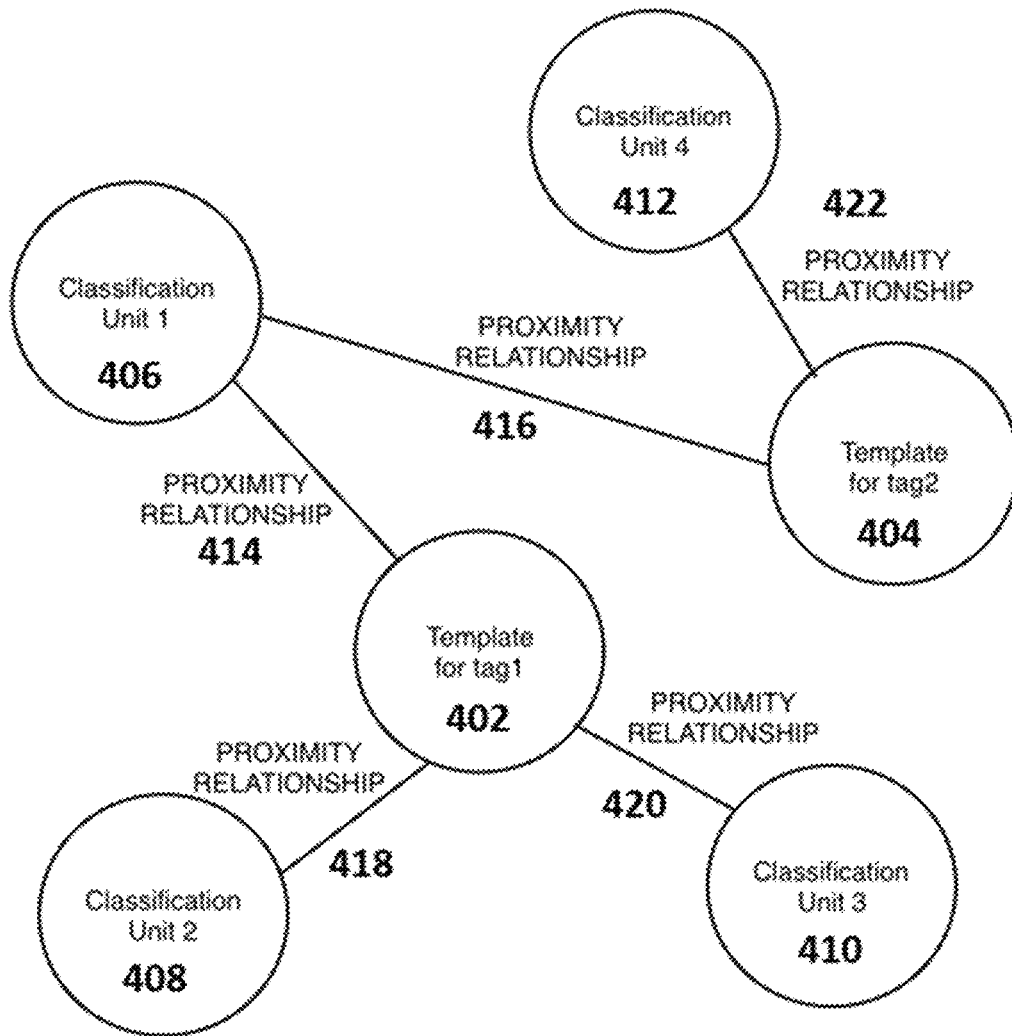 Classification
Unit 4
412
422
PROXIMITY
RELATIONSHIP
Classification
Unit 1
406
PROXIMITY
RELATIONSHIP
416
Template
for tag2
404
PROXIMITY
RELATIONSHIP
414
Template
for tag1
402
PROXIMITY
RELATIONSHIP
420
PROXIMITY
RELATIONSHIP
418
Classification
Unit 2
408
Classification
Unit 3
410